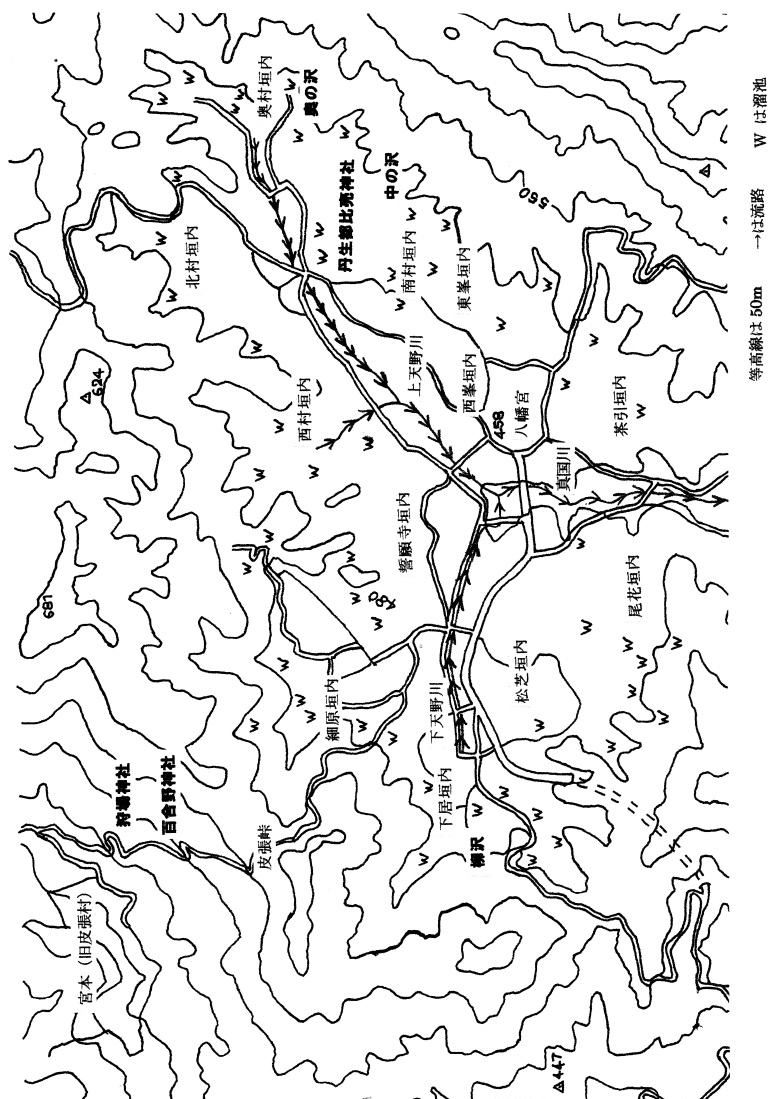 奥村垣内
奥の沢
丹生都比売神社
中の沢
560
北村垣内
南村垣内
東峯垣内
上天野川
西峯垣内
458
八幡宮
茶引垣内
西村垣内
△624
真国川
誓願寺垣内
尾花垣内
480
681
松芝垣内
細原垣内
下天野川
下居垣内
柳沢
狩場神社
百合野神社
皮張峠
宮本(旧皮張村)
△447
W
等高線は 50m →は流路 W は溜池